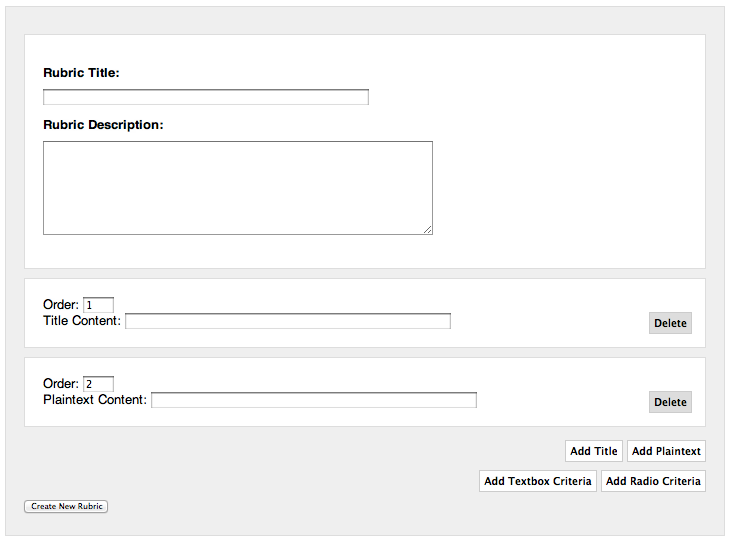 Rubric Title:
Rubric Description:
Order: 1
Title Content:
Delete
Order: 2
Plaintext Content:
Delete
Add Title Add Plaintext
Add Textbox Criteria Add Radio Criteria
Create New Rubric